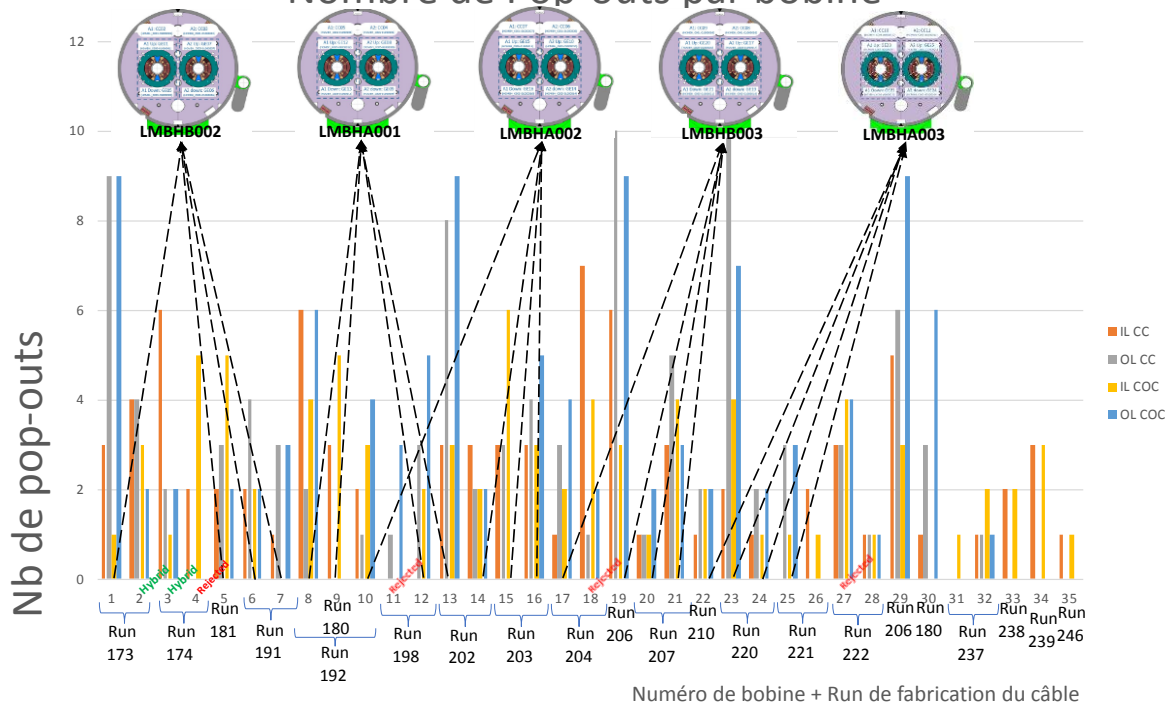 Nombre de Pop-outs par bobine
12
10
8
6
4
2
0
LMBHB002
LMBHA001
LMBHA002
LMBHB003
LMBHA003
Nb de pop-outs
IL CC
OL CC
IL COC
OL COC
Hybrid
Hybrid
Rejected
Rejected
Rejected
Rejected
1 2 3 4 5 6 7 8 9 10 11 12 13 14 15 16 17 18 19 20 21 22 23 24 25 26 27 28 29 30 31 32 33 34 35
Run 173
Run 174
Run 181
Run 191
Run 180
Run 192
Run 198
Run 202
Run 203
Run 204
Run 206
Run 207
Run 210
Run 220
Run 221
Run 222
Run 206
Run 180
Run 237
Run 238
Run 239
Run 246
Numéro de bobine + Run de fabrication du câble